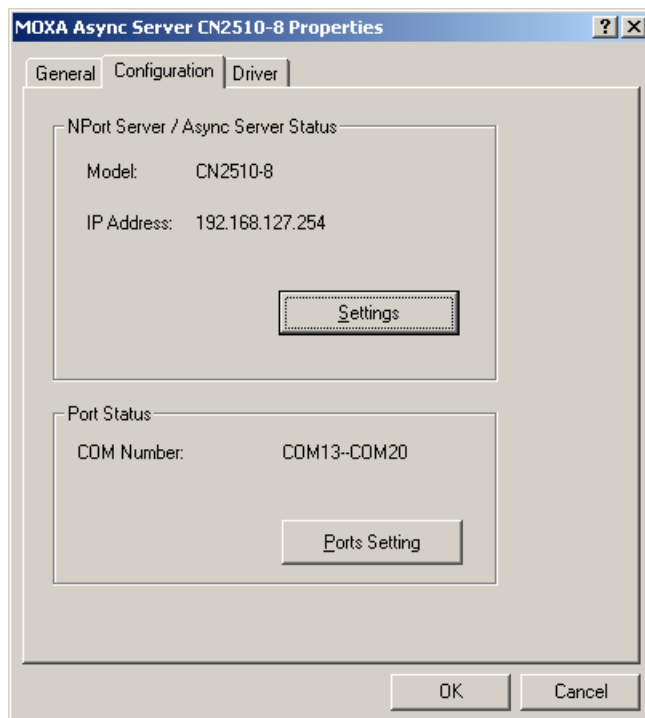 MOXA Async Server CN2510-8 Properties
General Configuration Driver
NPort Server / Async Server Status
Model: CN2510-8
IP Address: 192.168.127.254
Settings
Port Status
COM Number: COM13--COM20
Ports Setting
OK Cancel